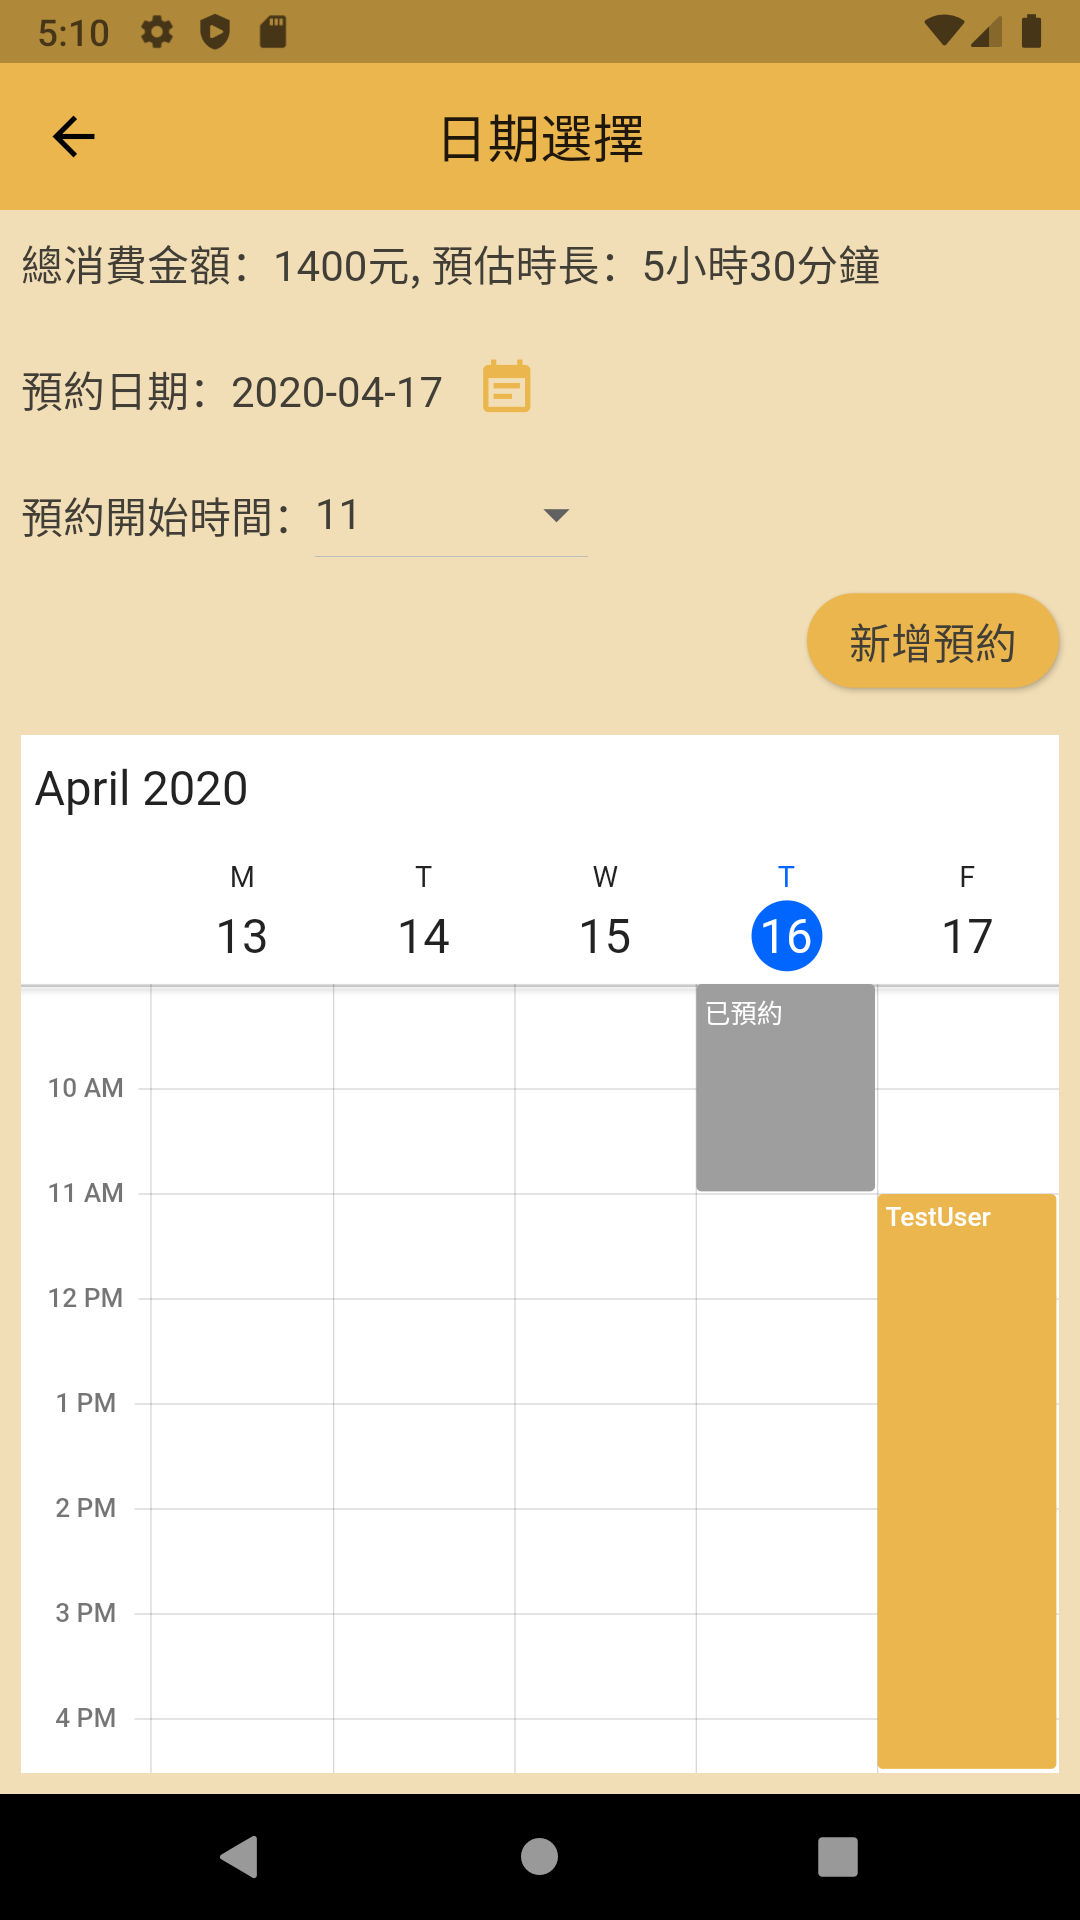 5:10
日期選擇
總消費金額：1400元, 預估時長：5小時30分鐘
預約日期：2020-04-17
預約開始時間：11
新增預約
April 2020
M T W T F
13 14 15 16 17
已預約
10 AM
11 AM
TestUser
12 PM
1 PM
2 PM
3 PM
4 PM